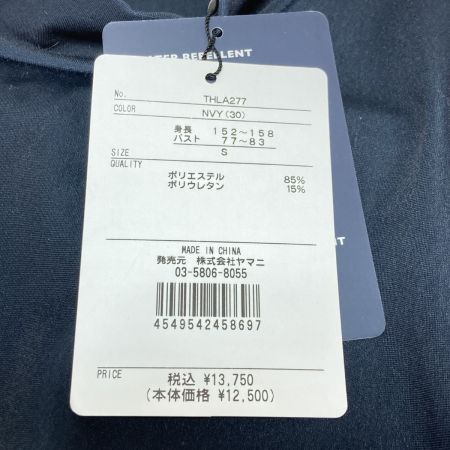 WATER REPELLENT
No. THLA277
COLOR NVY(30)
身長 152～158
バスト 77～83
SIZE S
QUALITY
ポリエステル 85%
ポリウレタン 15%
MADE IN CHINA
発売元 株式会社ヤマニ
03-5806-8055
4549542458697
PRICE 税込 ¥13,750
(本体価格 ¥12,500)